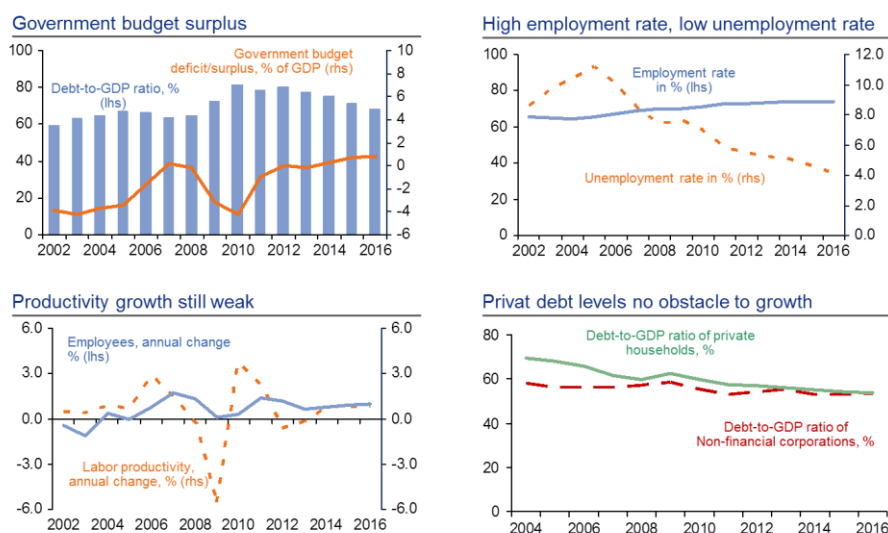 Government budget surplus
100
80
60
40
20
0
Government budget
deficit/surplus, % of GDP (rhs)
Debt-to-GDP ratio, %
(lhs)
10
8
6
4
2
0
-2
-4
-6
2002 2004 2006 2008 2010 2012 2014 2016
High employment rate, low unemployment rate
100
80
60
40
20
0
Employment rate
in % (lhs)
Unemployment rate in % (rhs)
12.0
10.0
8.0
6.0
4.0
2.0
0.0
2002 2004 2006 2008 2010 2012 2014 2016
Productivity growth still weak
6.0
3.0
0.0
-3.0
-6.0
Employees, annual change
% (lhs)
Labor productivity,
annual change, % (rhs)
6.0
3.0
0.0
-3.0
-6.0
2002 2004 2006 2008 2010 2012 2014 2016
Privat debt levels no obstacle to growth
80
60
40
20
0
Debt-to-GDP ratio of private
households, %
Debt-to-GDP ratio of
Non-financial corporations, %
2004 2006 2008 2010 2012 2014 2016